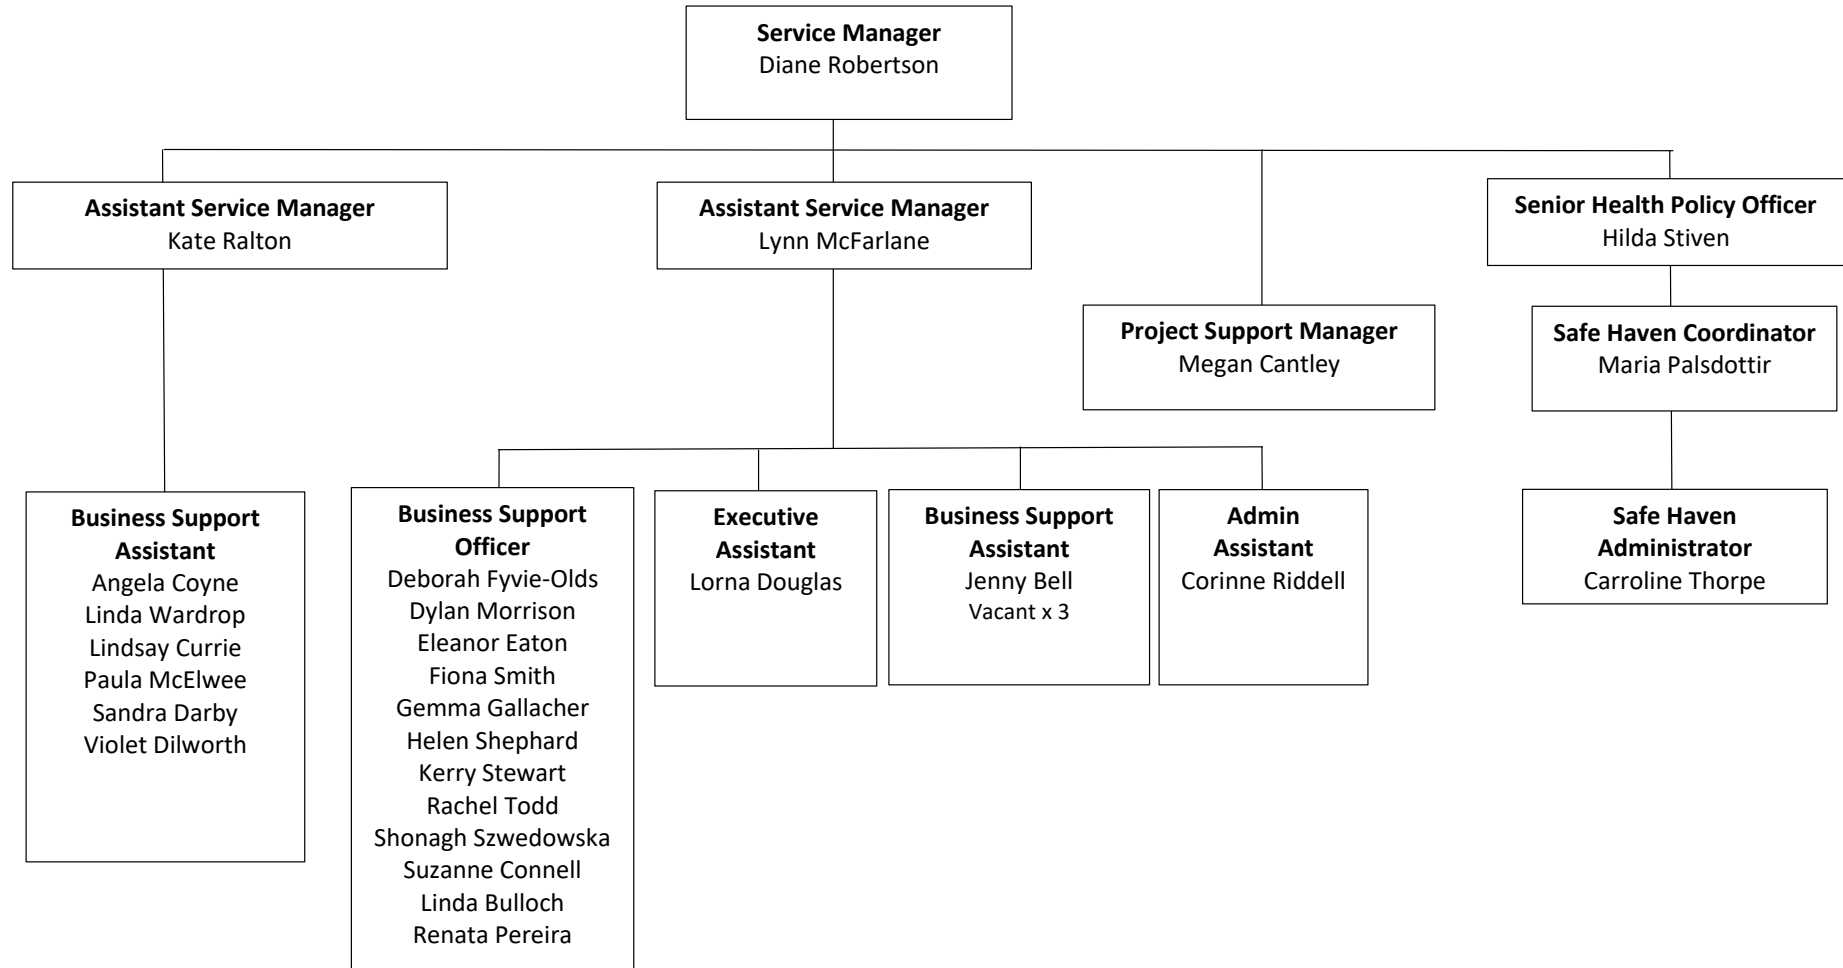 Service Manager
Diane Robertson
Assistant Service Manager
Kate Ralton
Assistant Service Manager
Lynn McFarlane
Senior Health Policy Officer
Hilda Stiven
Project Support Manager
Megan Cantley
Safe Haven Coordinator
Maria Palsdottir
Business Support
Assistant
Angela Coyne
Linda Wardrop
Lindsay Currie
Paula McElwee
Sandra Darby
Violet Dilworth
Business Support
Officer
Deborah Fyvie-Olds
Dylan Morrison
Eleanor Eaton
Fiona Smith
Gemma Gallacher
Helen Shephard
Kerry Stewart
Rachel Todd
Shonagh Szwedowska
Suzanne Connell
Linda Bulloch
Renata Pereira
Executive
Assistant
Lorna Douglas
Business Support
Assistant
Jenny Bell
Vacant x 3
Admin
Assistant
Corinne Riddell
Safe Haven
Administrator
Carroline Thorpe